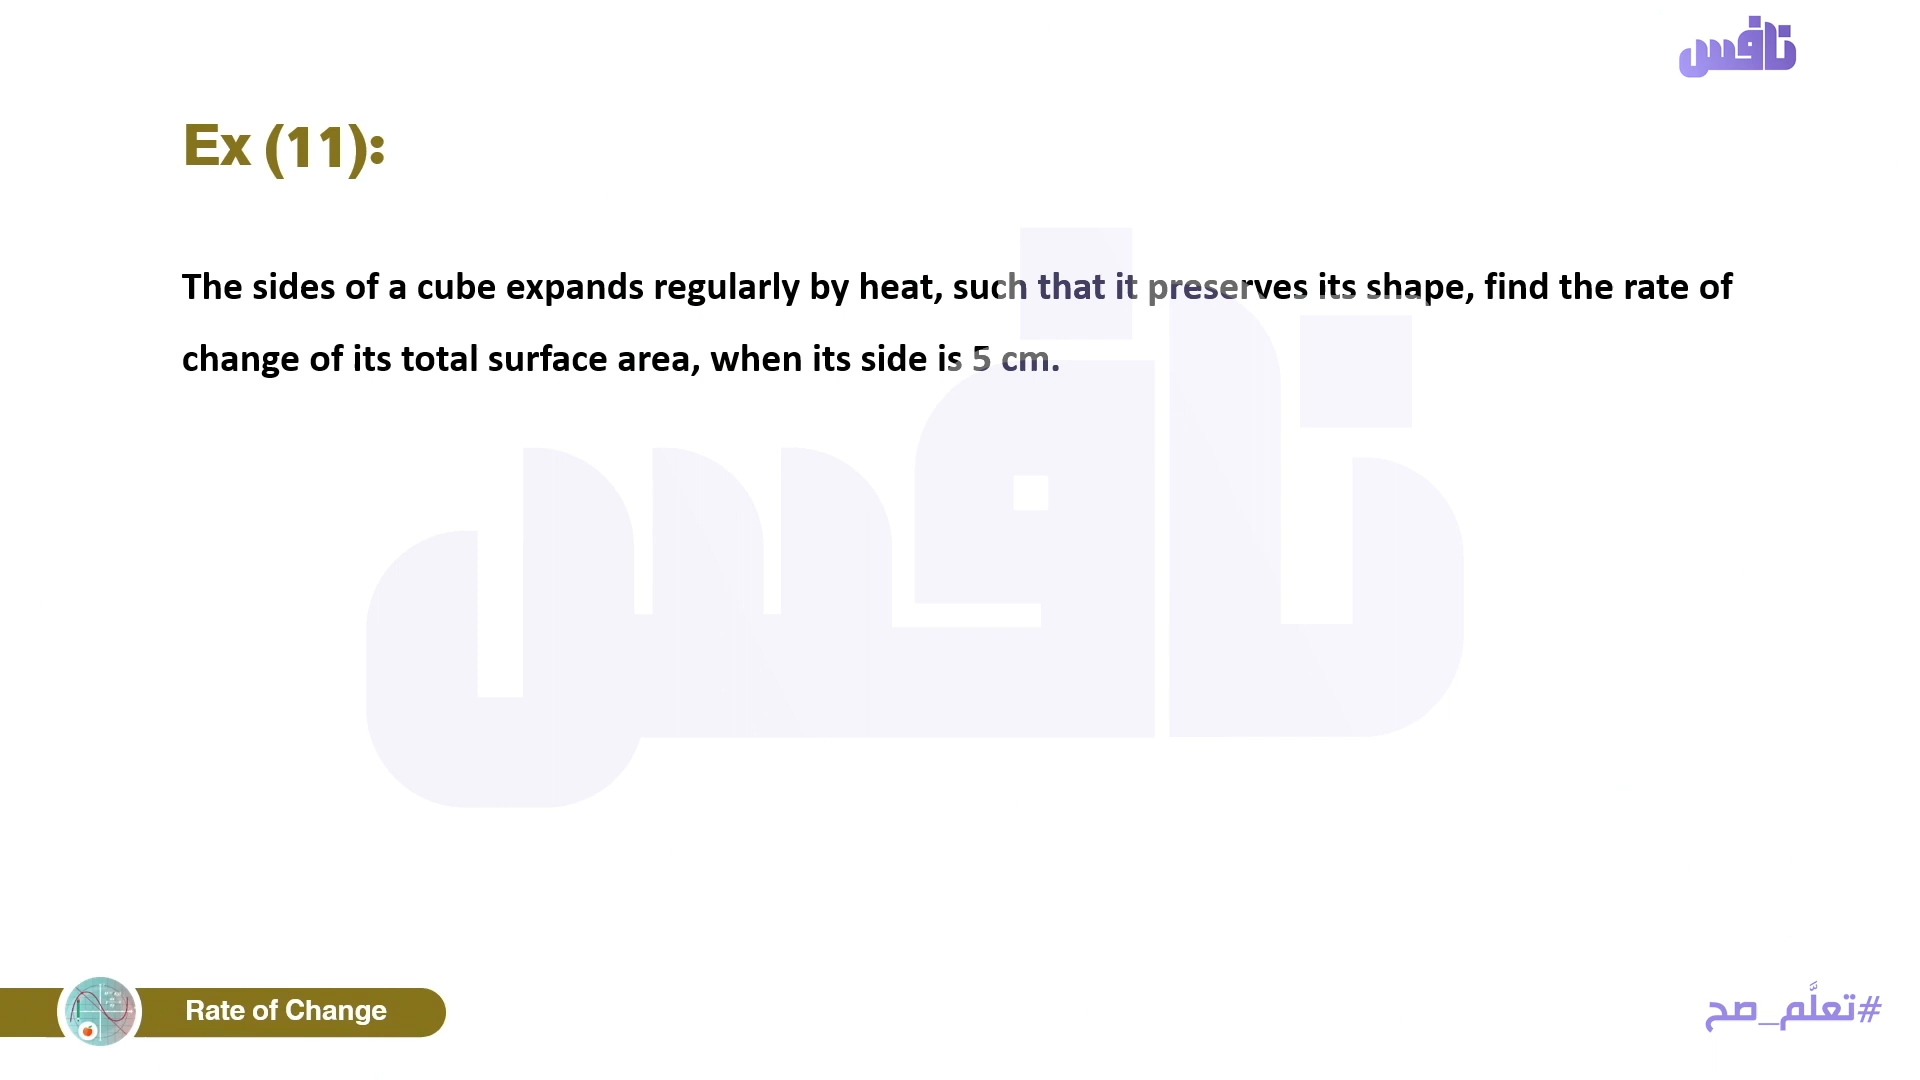 نافس
Ex (11):
The sides of a cube expands regularly by heat, such that it preserves its shape, find the rate of
change of its total surface area, when its side is 5 cm.
نافس
Rate of Change
#تعلَّم_صح